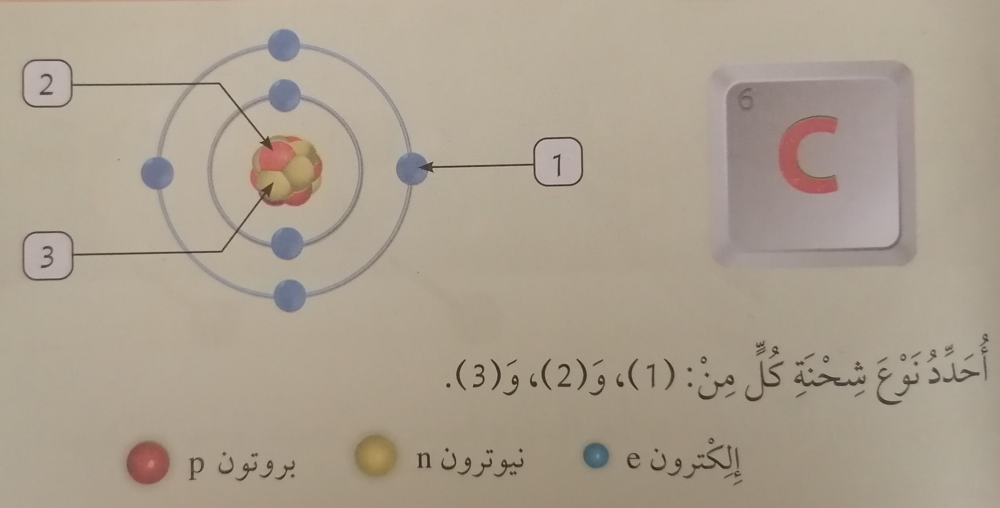 2
6
C
1
3
أُحَدِّدُ نَوْعَ شِحْنَةِ كُلٍّ مِنْ: (1)، وَ(2)، وَ(3).
إِلِكْترون e نيوترون n بروتون p